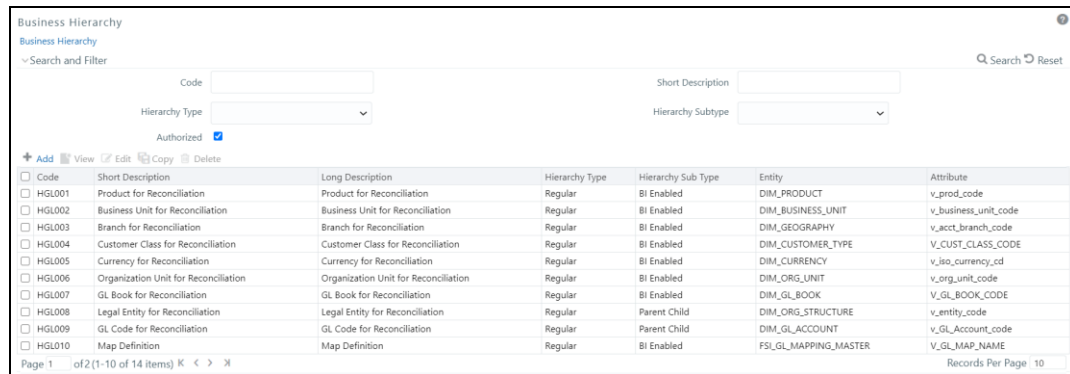 Business Hierarchy
Business Hierarchy
Search and Filter Search Reset
Code Short Description
Hierarchy Type Hierarchy Subtype
Authorized
Add View Edit Copy Delete
Code Short Description Long Description Hierarchy Type Hierarchy Sub Type Entity Attribute
HGL001 Product for Reconciliation Product for Reconciliation Regular BI Enabled DIM_PRODUCT v_prod_code
HGL002 Business Unit for Reconciliation Business Unit for Reconciliation Regular BI Enabled DIM_BUSINESS_UNIT v_business_unit_code
HGL003 Branch for Reconciliation Branch for Reconciliation Regular BI Enabled DIM_GEOGRAPHY v_acct_branch_code
HGL004 Customer Class for Reconciliation Customer Class for Reconciliation Regular BI Enabled DIM_CUSTOMER_TYPE V_CUST_CLASS_CODE
HGL005 Currency for Reconciliation Currency for Reconciliation Regular BI Enabled DIM_CURRENCY v_iso_currency_cd
HGL006 Organization Unit for Reconciliation Organization Unit for Reconciliation Regular BI Enabled DIM_ORG_UNIT v_org_unit_code
HGL007 GL Book for Reconciliation GL Book for Reconciliation Regular BI Enabled DIM_GL_BOOK V_GL_BOOK_CODE
HGL008 Legal Entity for Reconciliation Legal Entity for Reconciliation Regular Parent Child DIM_ORG_STRUCTURE v_entity_code
HGL009 GL Code for Reconciliation GL Code for Reconciliation Regular Parent Child DIM_GL_ACCOUNT v_GL_Account_code
HGL010 Map Definition Map Definition Regular BI Enabled FSI_GL_MAPPING_MASTER V_GL_MAP_NAME
Page 1 of 2 (1-10 of 14 items) Records Per Page 10